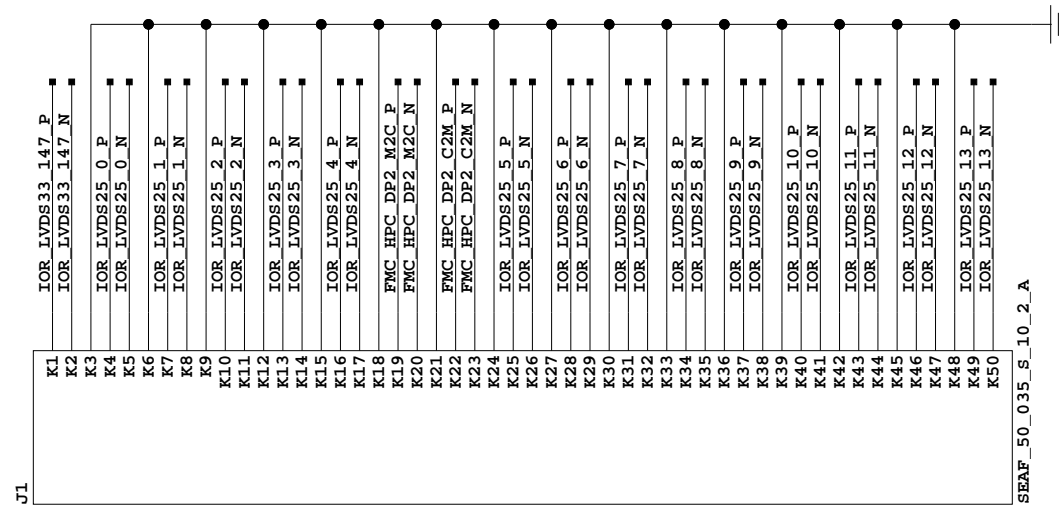 IOR_LVDS33_147_P
IOR_LVDS33_147_N
IOR_LVDS25_0_P
IOR_LVDS25_0_N
IOR_LVDS25_1_P
IOR_LVDS25_1_N
IOR_LVDS25_2_P
IOR_LVDS25_2_N
IOR_LVDS25_3_P
IOR_LVDS25_3_N
IOR_LVDS25_4_P
IOR_LVDS25_4_N
FMC_HPC_DP2_M2C_P
FMC_HPC_DP2_M2C_N
FMC_HPC_DP2_C2M_P
FMC_HPC_DP2_C2M_N
IOR_LVDS25_5_P
IOR_LVDS25_5_N
IOR_LVDS25_6_P
IOR_LVDS25_6_N
IOR_LVDS25_7_P
IOR_LVDS25_7_N
IOR_LVDS25_8_P
IOR_LVDS25_8_N
IOR_LVDS25_9_P
IOR_LVDS25_9_N
IOR_LVDS25_10_P
IOR_LVDS25_10_N
IOR_LVDS25_11_P
IOR_LVDS25_11_N
IOR_LVDS25_12_P
IOR_LVDS25_12_N
IOR_LVDS25_13_P
IOR_LVDS25_13_N
K1
K2
K3
K4
K5
K6
K7
K8
K9
K10
K11
K12
K13
K14
K15
K16
K17
K18
K19
K20
K21
K22
K23
K24
K25
K26
K27
K28
K29
K30
K31
K32
K33
K34
K35
K36
K37
K38
K39
K40
K41
K42
K43
K44
K45
K46
K47
K48
K49
K50
J1
SEAF_50_035_S_10_2_A